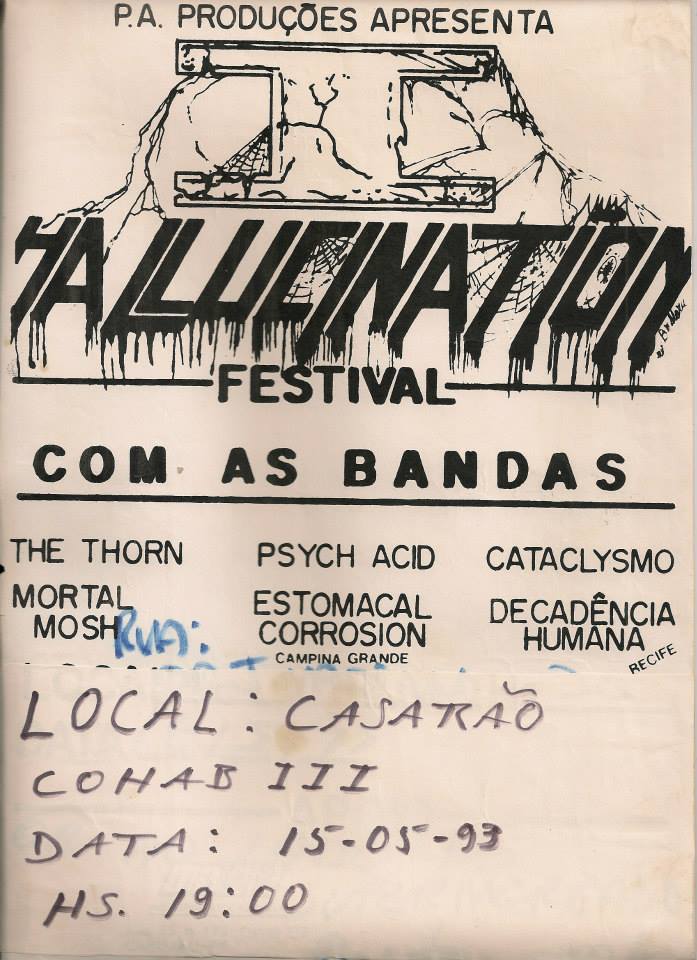 P.A. PRODUÇÕES APRESENTA
I
HALLUCINATION
FESTIVAL
COM AS BANDAS
THE THORN PSYCH ACID CATACLYSMO
MORTAL MOSH ESTOMACAL CORROSION DECADÊNCIA HUMANA
CAMPINA GRANDE RECIFE
RUA:
LOCAL: CASARÃO
COHAB III
DATA: 15-05-93
HS. 19:00